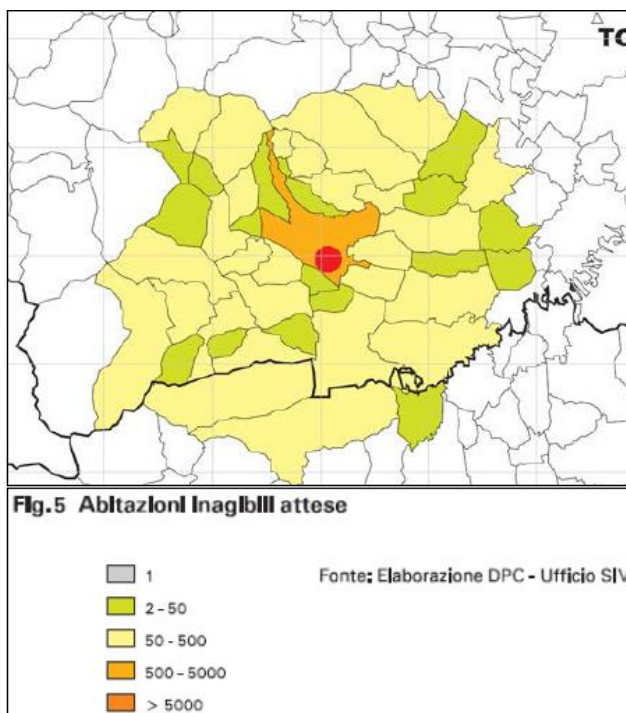 TO
Fig.5 Abitazioni inagibili attese
1
Fonte: Elaborazione DPC - Ufficio SIV
2 - 50
50 - 500
500 - 5000
> 5000